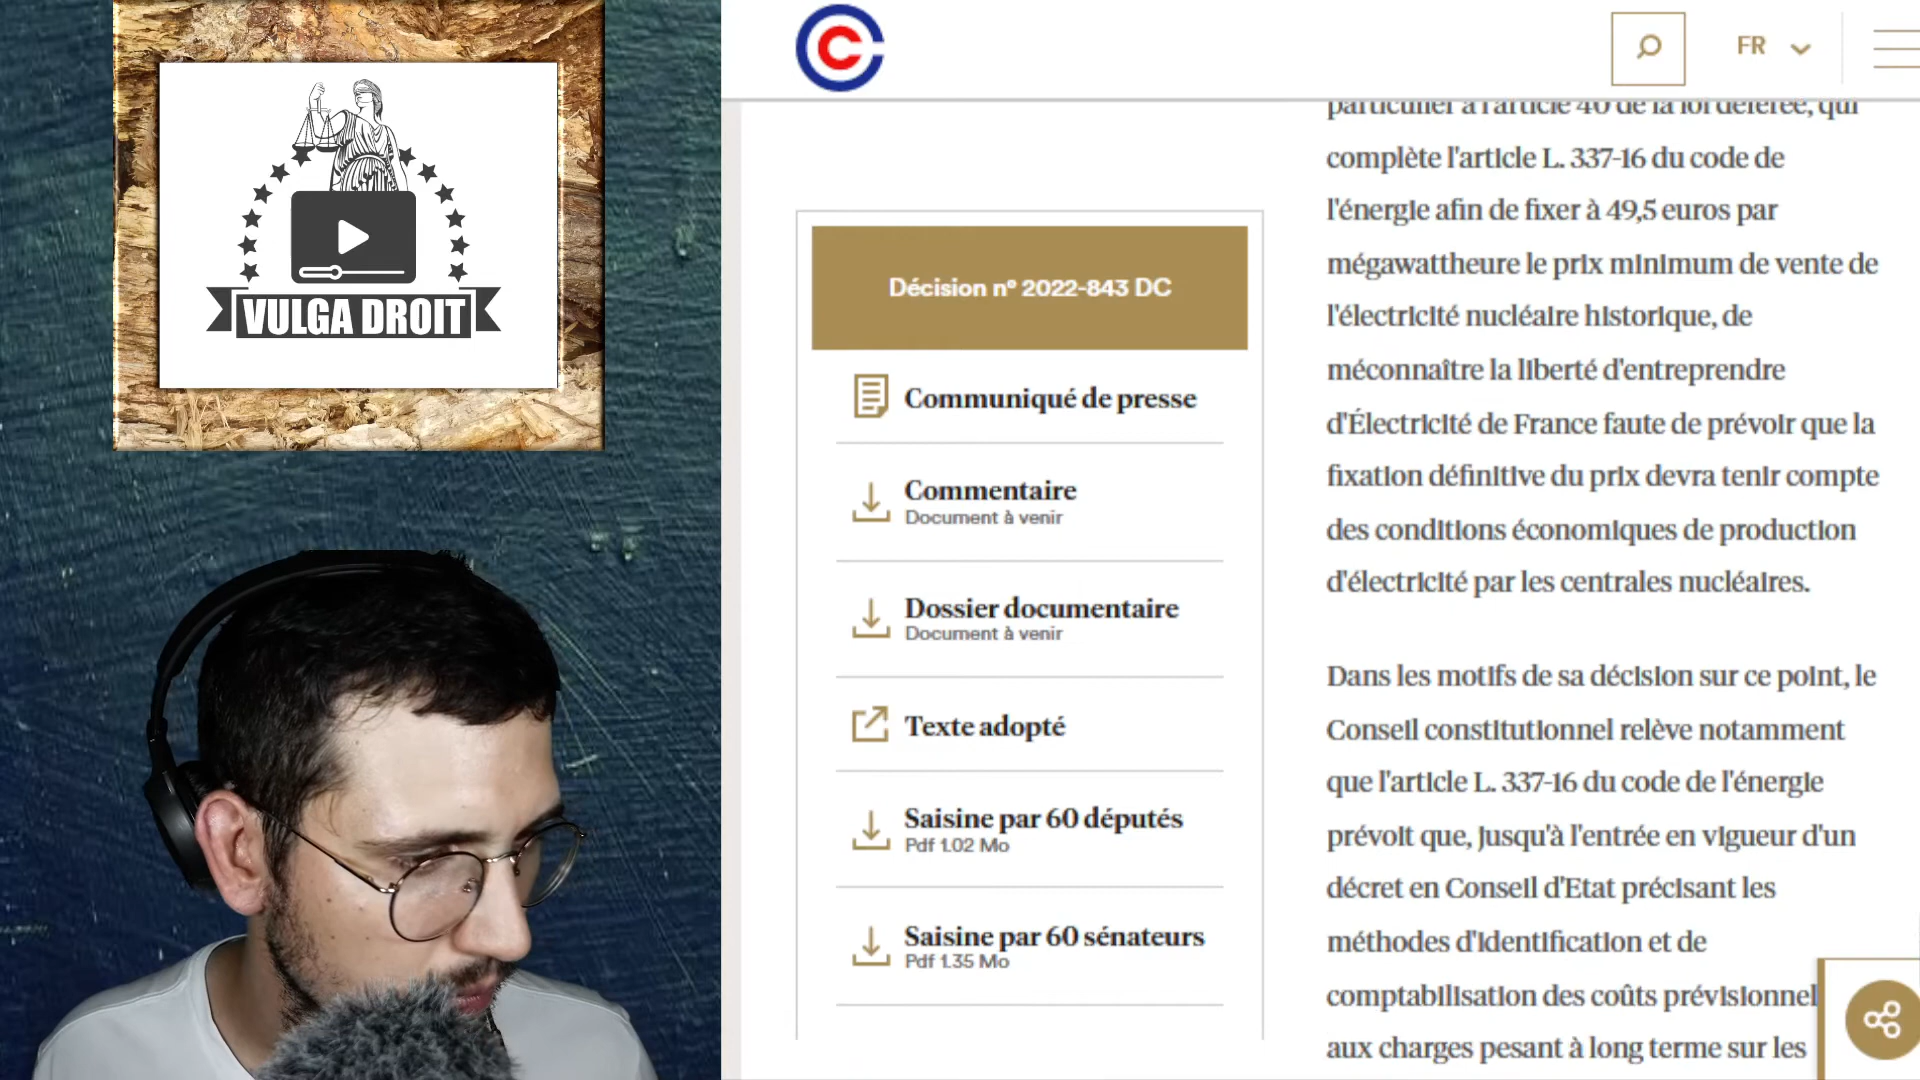 VULGA DROIT
FR
Décision n° 2022-843 DC
Communiqué de presse
Commentaire
Document à venir
Dossier documentaire
Document à venir
Texte adopté
Saisine par 60 députés
Pdf 1.02 Mo
Saisine par 60 sénateurs
Pdf 1.35 Mo
particulier à l'article 40 de la loi déférée, qui
complète l'article L. 337-16 du code de
l'énergie afin de fixer à 49,5 euros par
mégawattheure le prix minimum de vente de
l'électricité nucléaire historique, de
méconnaître la liberté d'entreprendre
d'Électricité de France faute de prévoir que la
fixation définitive du prix devra tenir compte
des conditions économiques de production
d'électricité par les centrales nucléaires.
Dans les motifs de sa décision sur ce point, le
Conseil constitutionnel relève notamment
que l'article L. 337-16 du code de l'énergie
prévoit que, jusqu'à l'entrée en vigueur d'un
décret en Conseil d'Etat précisant les
méthodes d'identification et de
comptabilisation des coûts prévisionnel
aux charges pesant à long terme sur les